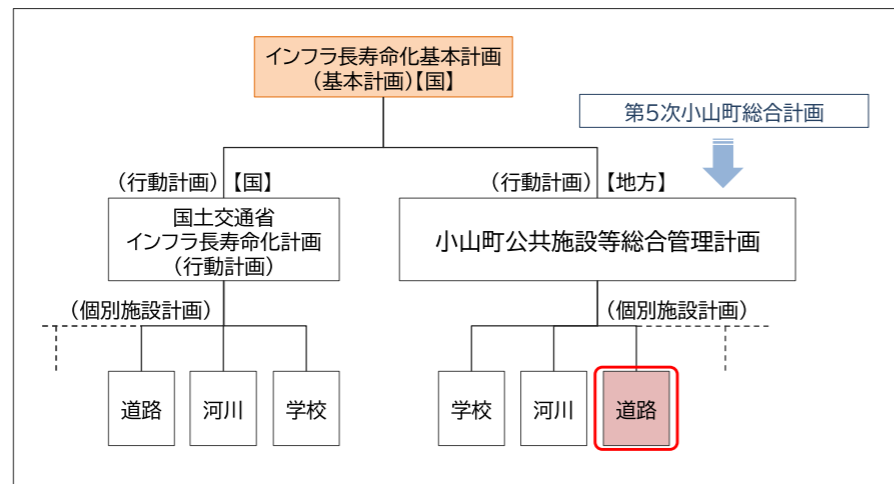 インフラ長寿命化基本計画
(基本計画)【国】
第5次小山町総合計画
(行動計画)【国】
(行動計画)【地方】
国土交通省
インフラ長寿命化計画
(行動計画)
小山町公共施設等総合管理計画
(個別施設計画)
(個別施設計画)
道路
河川
学校
学校
河川
道路